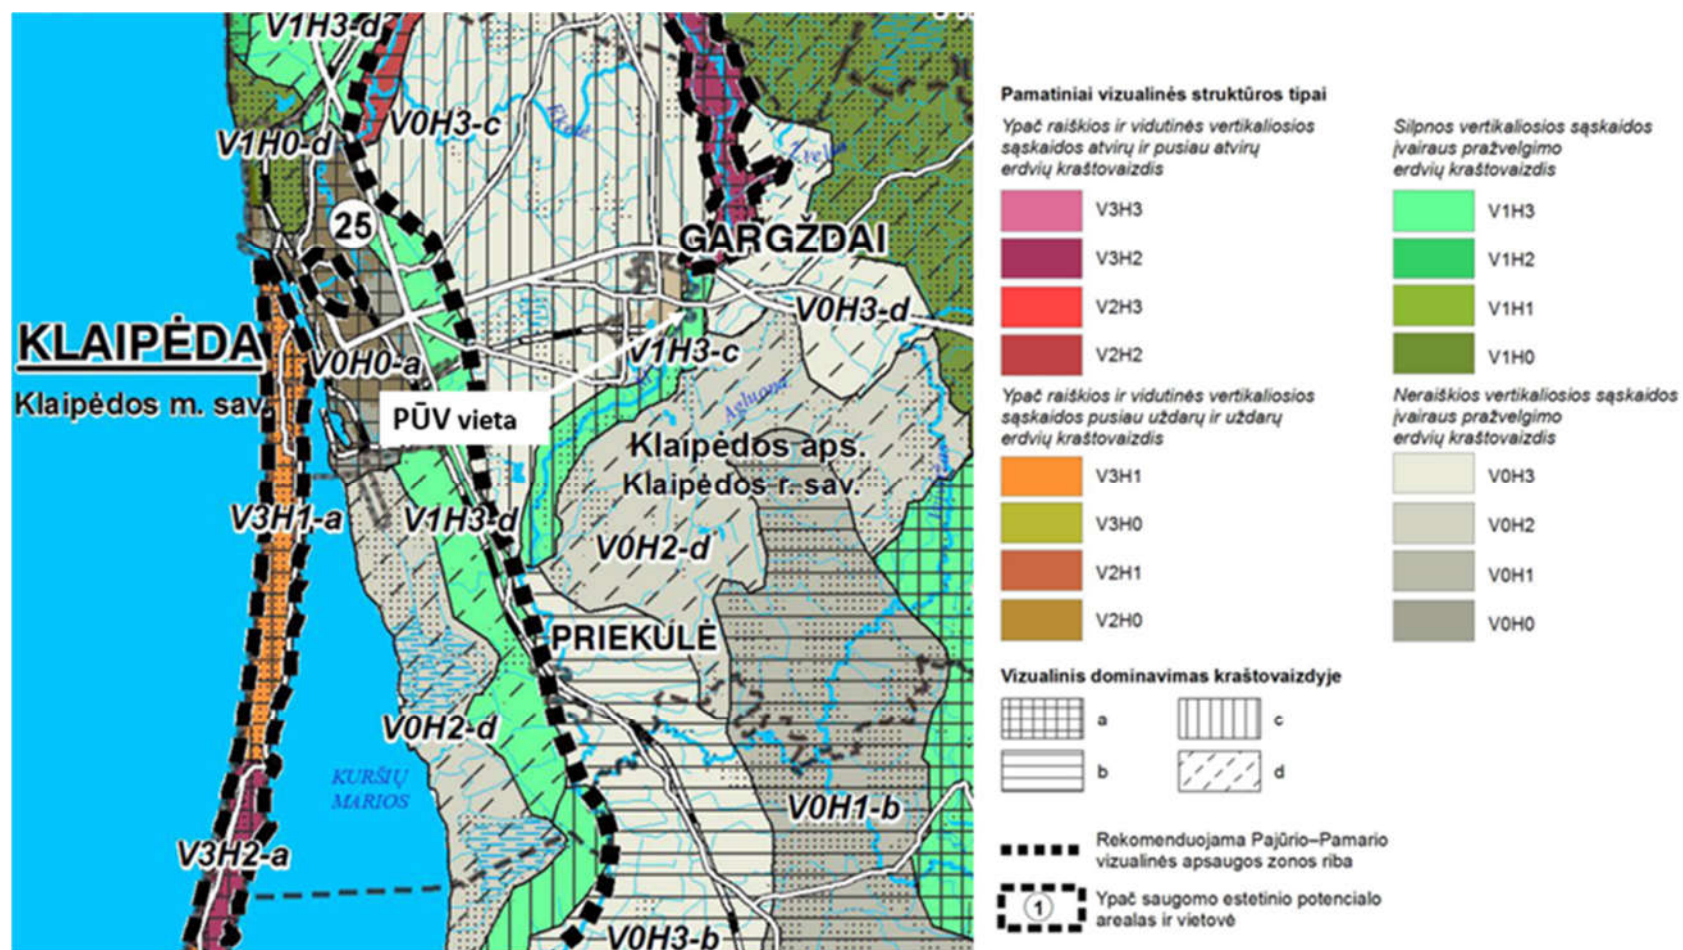 V1H3-d
V0H3-c
V1H0-d
25
GARGŽDAI
V0H3-d
KLAIPĖDA
V0H0-a
V1H3-c
Klaipėdos m. sav.
PŪV vieta
Agluona
Klaipėdos aps.
Klaipėdos r. sav.
V3H1-a
V1H3-d
V0H2-d
PRIEKULĖ
V0H2-d
KURŠIŲ
MARIOS
V0H1-b
V3H2-a
V0H3-b
Pamatiniai vizualinės struktūros tipai
Ypač raiškios ir vidutinės vertikaliosios
sąskaidos atvirų ir pusiau atvirų
erdvių kraštovaizdis
V3H3
V3H2
V2H3
V2H2
Ypač raiškios ir vidutinės vertikaliosios
sąskaidos pusiau uždarų ir uždarų
erdvių kraštovaizdis
V3H1
V3H0
V2H1
V2H0
Silpnos vertikaliosios sąskaidos
įvairaus pražvelgimo
erdvių kraštovaizdis
V1H3
V1H2
V1H1
V1H0
Neraiškios vertikaliosios sąskaidos
įvairaus pražvelgimo
erdvių kraštovaizdis
V0H3
V0H2
V0H1
V0H0
Vizualinis dominavimas kraštovaizdyje
a
c
b
d
Rekomenduojama Pajūrio–Pamario
vizualinės apsaugos zonos riba
1
Ypač saugomo estetinio potencialo
arealas ir vietovė